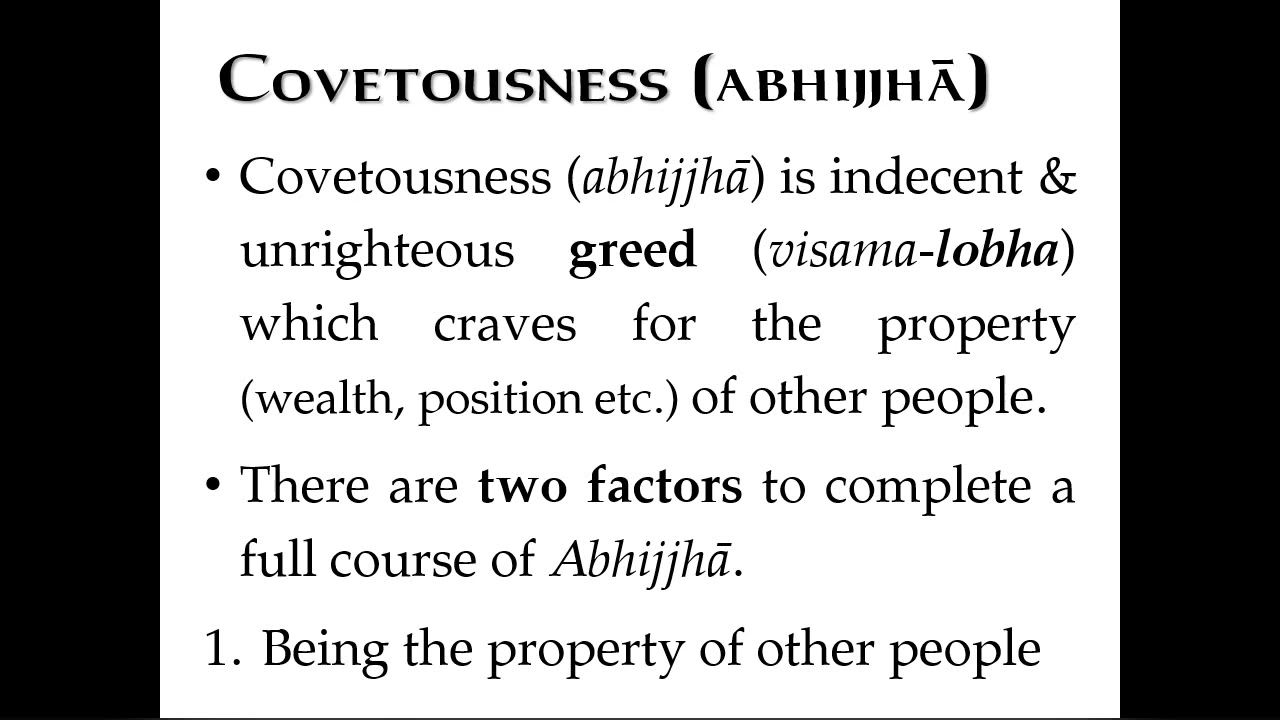 COVETOUSNESS (ABHIJJHĀ)
• Covetousness (abhijjhā) is indecent &
unrighteous greed (visama-lobha)
which craves for the property
(wealth, position etc.) of other people.
• There are two factors to complete a
full course of Abhijjhā.
1. Being the property of other people